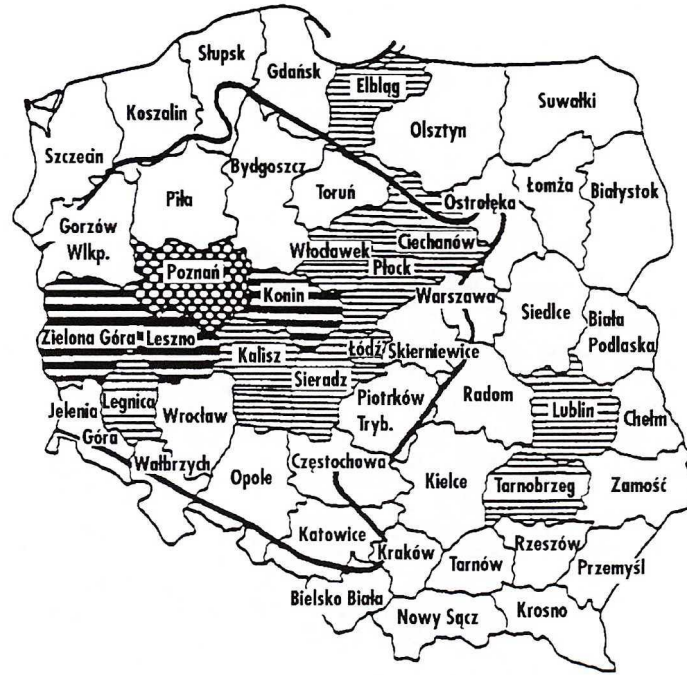 Słupsk
Gdańsk
Elbląg
Suwałki
Koszalin
Olsztyn
Szczecin
Bydgoszcz
Łomża
Piła
Toruń
Ostrołęka
Białystok
Gorzów
Wlkp.
Włodawek
Ciechanów
Poznań
Płock
Konin
Warszawa
Siedlce
Biała
Podlaska
Zielona Góra
Leszno
Kalisz
Łódź
Skierniewice
Sieradz
Piotrków
Tryb.
Radom
Lublin
Chełm
Jelenia
Góra
Legnica
Wrocław
Wałbrzych
Opole
Częstochowa
Kielce
Tarnobrzeg
Zamość
Katowice
Kraków
Tarnów
Rzeszów
Przemyśl
Bielsko Biała
Nowy Sącz
Krosno